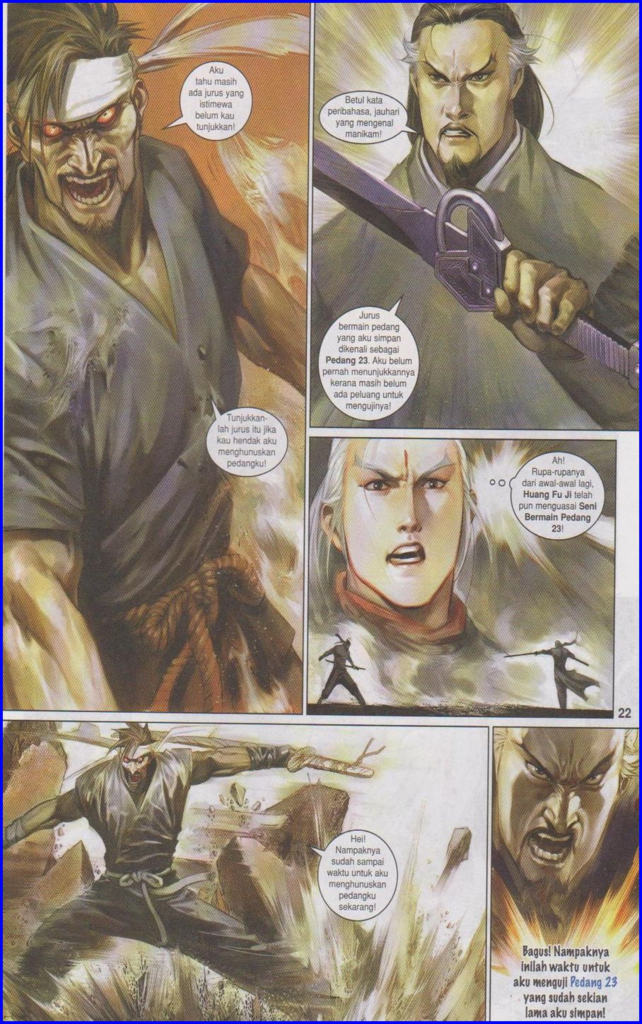 Aku
tahu masih
ada jurus yang
istimewa
belum kau
tunjukkan!
Tunjukkan-
lah jurus itu jika
kau hendak aku
menghunuskan
pedangku!
Betul kata
peribahasa, jauhari
yang mengenal
manikam!
Jurus
bermain pedang
yang aku simpan
dikenali sebagai
Pedang 23. Aku belum
pernah menunjukkannya
kerana masih belum
ada peluang untuk
mengujinya!
Ah!
Rupa-rupanya
dari awal-awal lagi,
Huang Fu Ji telah
pun menguasai Seni
Bermain Pedang
23!
22
Hei!
Nampaknya
sudah sampai
waktu untuk aku
menghunuskan
pedangku
sekarang!
Bagus! Nampaknya
inilah waktu untuk
aku menguji Pedang 23
yang sudah sekian
lama aku simpan!